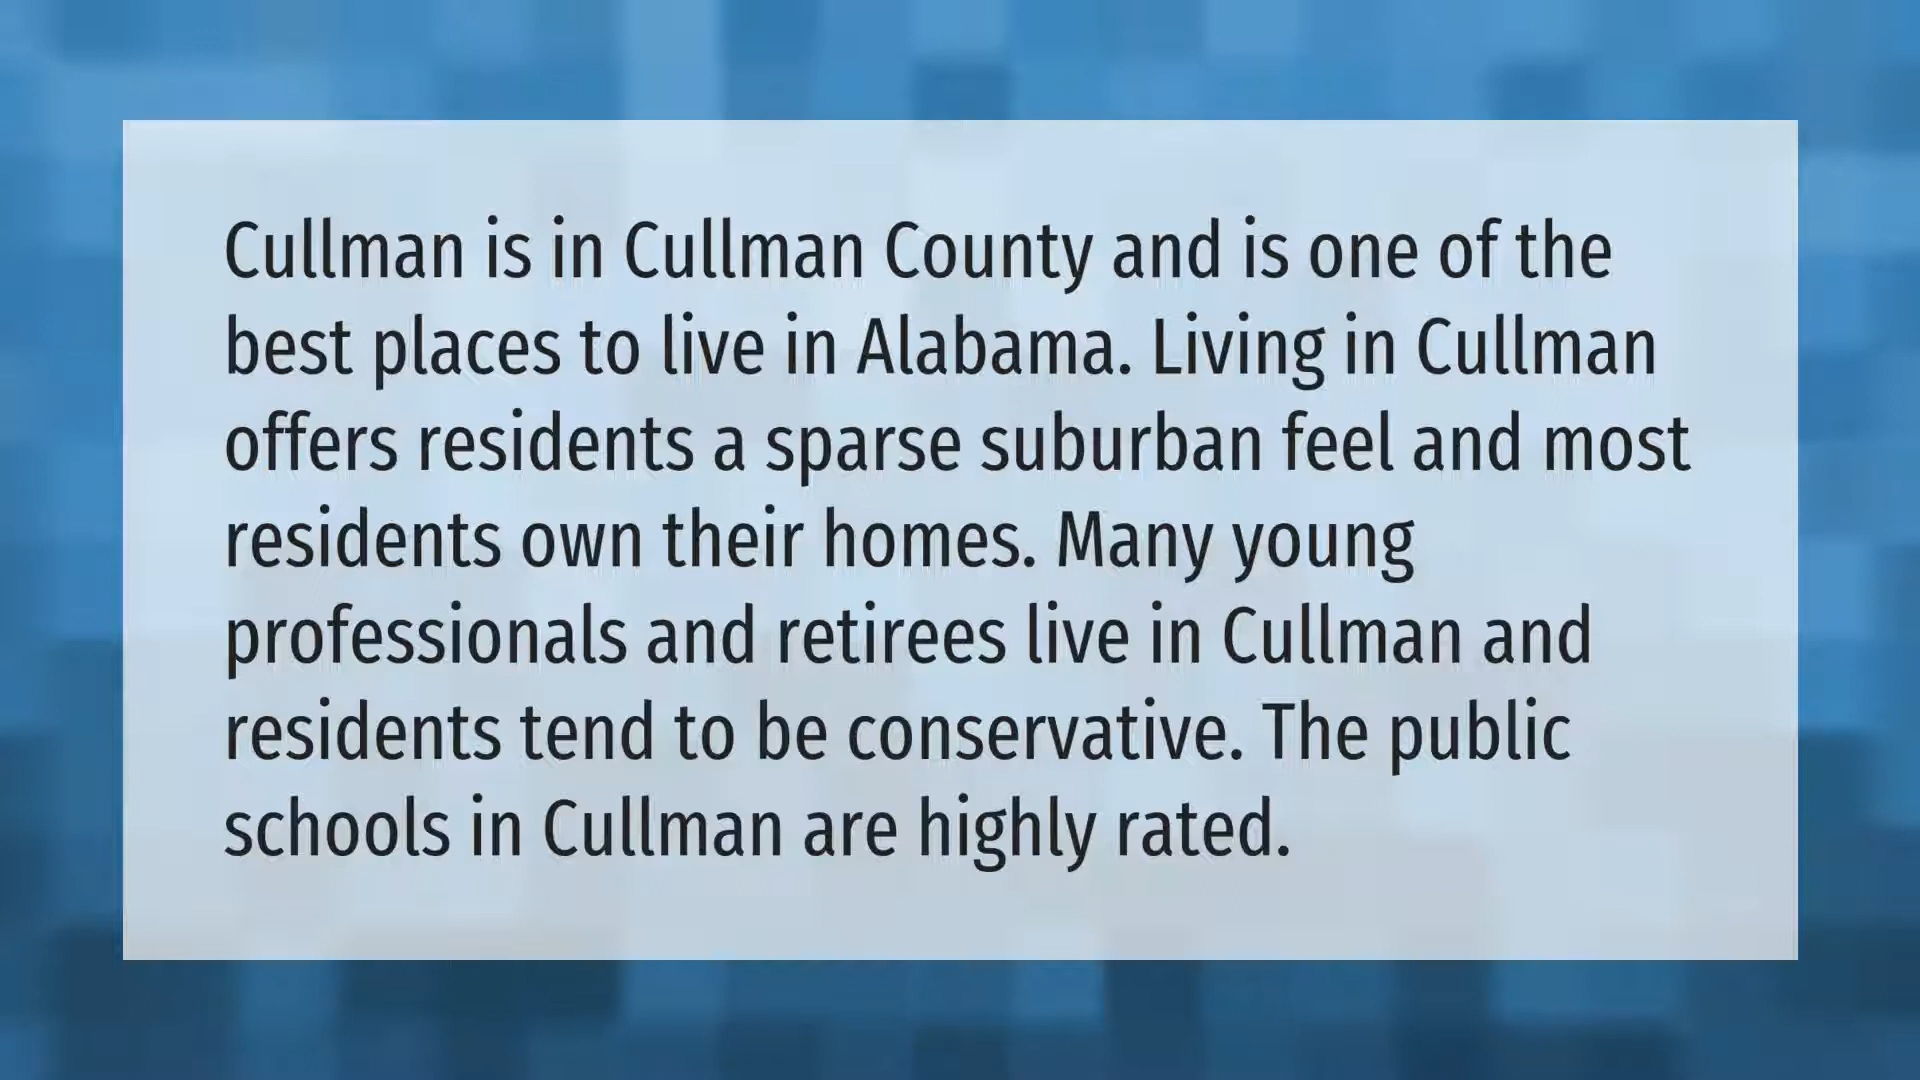 Cullman is in Cullman County and is one of the
best places to live in Alabama. Living in Cullman
offers residents a sparse suburban feel and most
residents own their homes. Many young
professionals and retirees live in Cullman and
residents tend to be conservative. The public
schools in Cullman are highly rated.